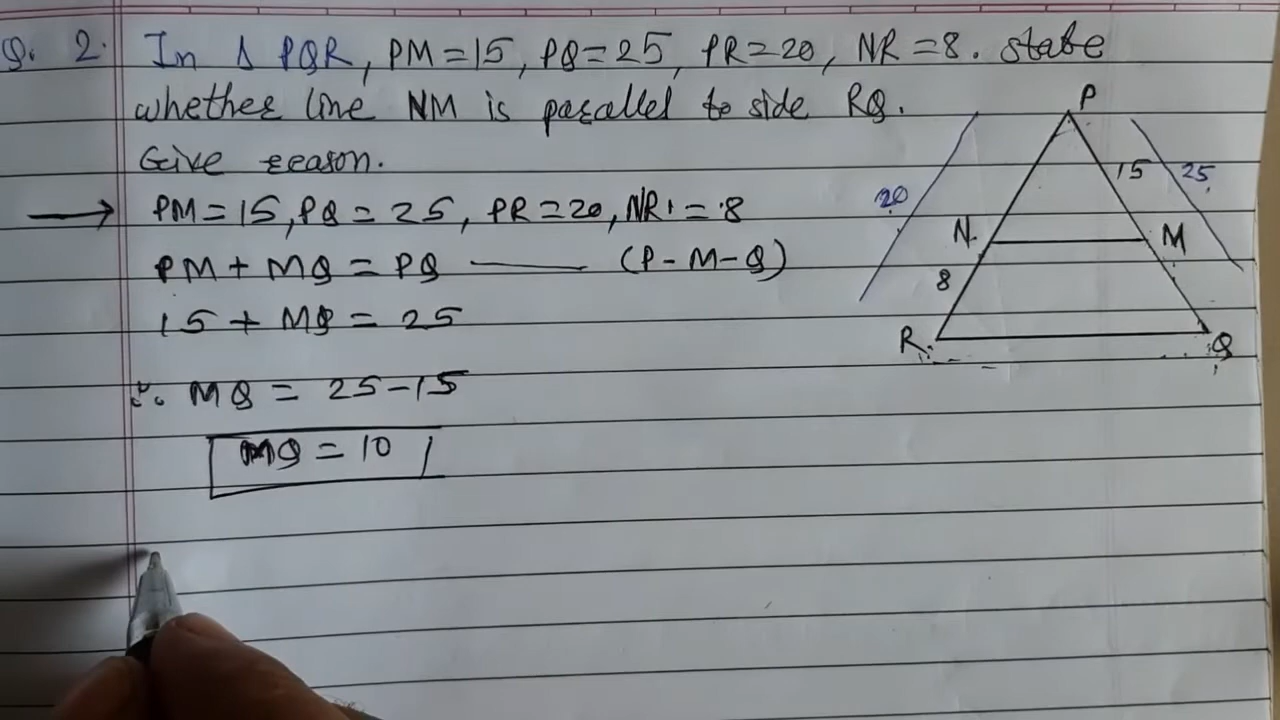 Q. 2. In Δ PQR, PM=15, PQ=25, PR=20, NR=8. state
whether line NM is parallel to side RQ.
Give reason.
PM=15, PQ=25, PR=20, NR=8
PM + MQ = PQ —— (P-M-Q)
15 + MQ = 25
∴ MQ = 25-15
MQ = 10
P
15 25
20
N M
8
R Q